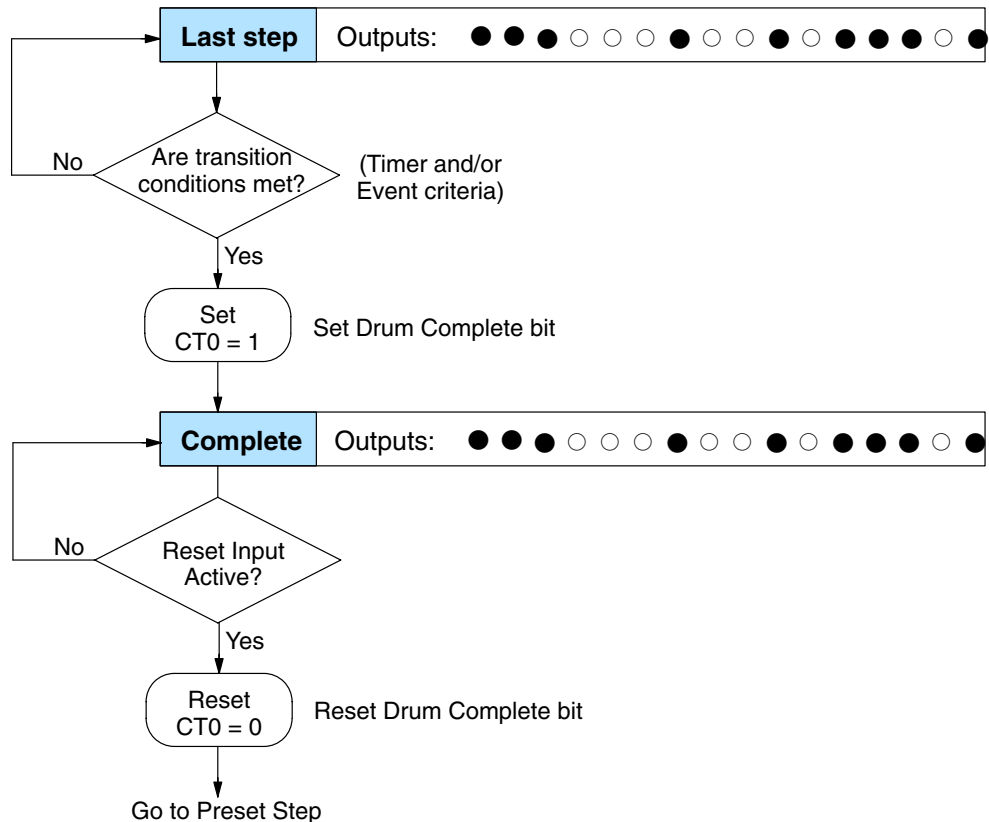 Last step Outputs:
No
Are transition
conditions met?
(Timer and/or
Event criteria)
Yes
Set
CT0 = 1
Set Drum Complete bit
Complete Outputs:
No
Reset Input
Active?
Yes
Reset
CT0 = 0
Reset Drum Complete bit
Go to Preset Step